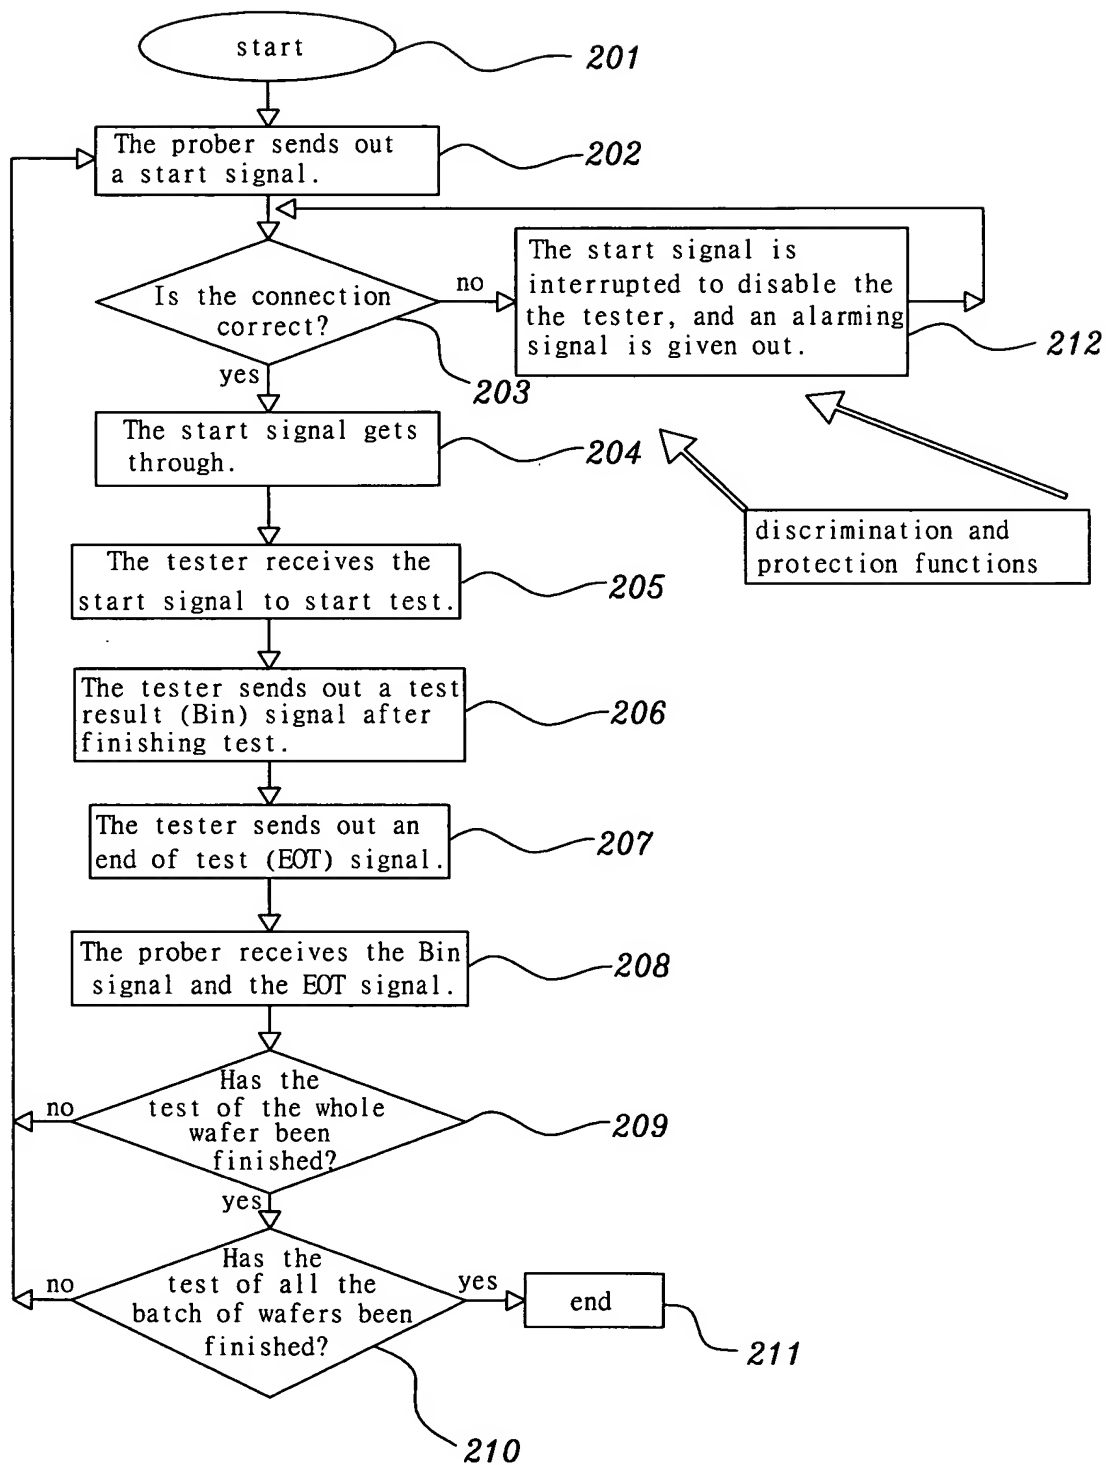 start
201
The prober sends out
a start signal.
202
Is the connection
correct?
no
The start signal is
interrupted to disable the
the tester, and an alarming
signal is given out.
212
203
yes
The start signal gets
through.
204
discrimination and
protection functions
The tester receives the
start signal to start test.
205
The tester sends out a test
result (Bin) signal after
finishing test.
206
The tester sends out an
end of test (EOT) signal.
207
The prober receives the Bin
signal and the EOT signal.
208
Has the
test of the whole
wafer been
finished?
no
209
yes
Has the
test of all the
batch of wafers been
finished?
no
yes
end
211
210